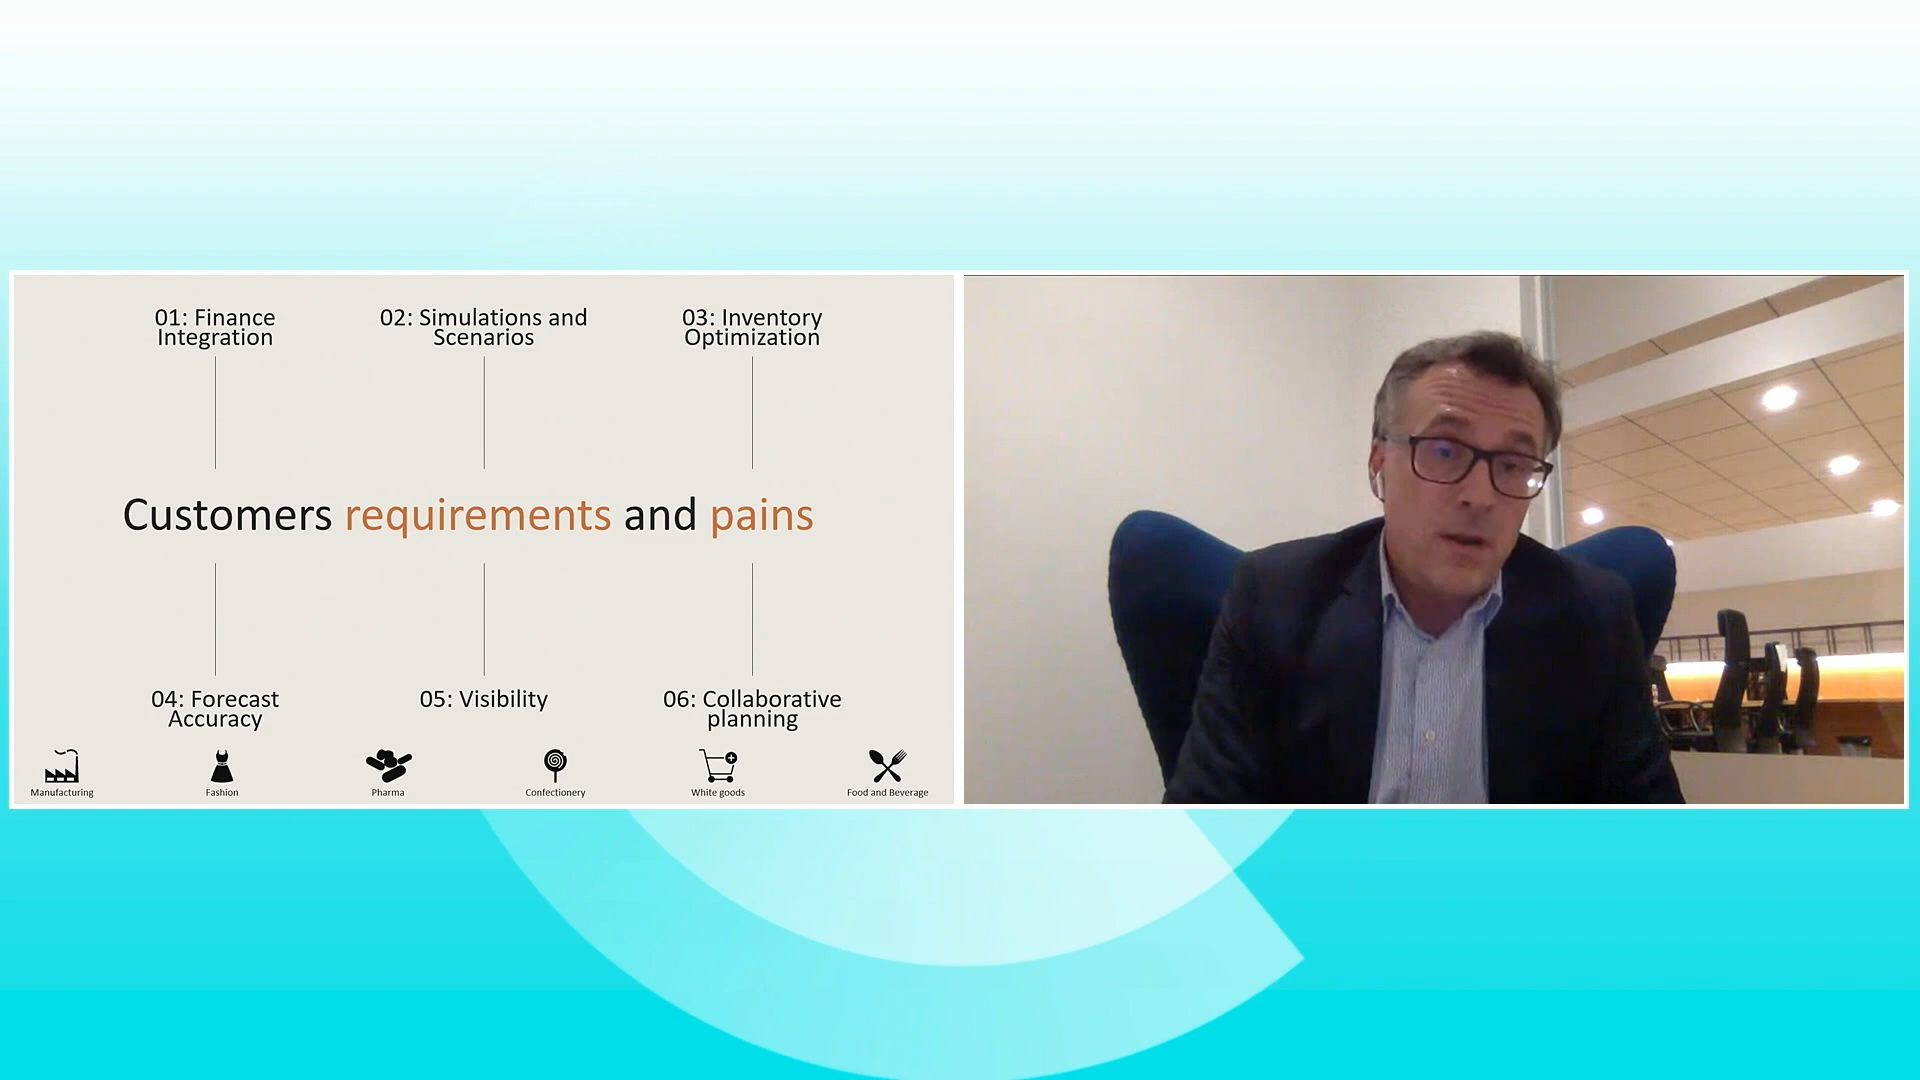 01: Finance
Integration
02: Simulations and
Scenarios
03: Inventory
Optimization
Customers requirements and pains
04: Forecast
Accuracy
05: Visibility
06: Collaborative
planning
Manufacturing
Fashion
Pharma
Confectionery
White goods
Food and Beverage